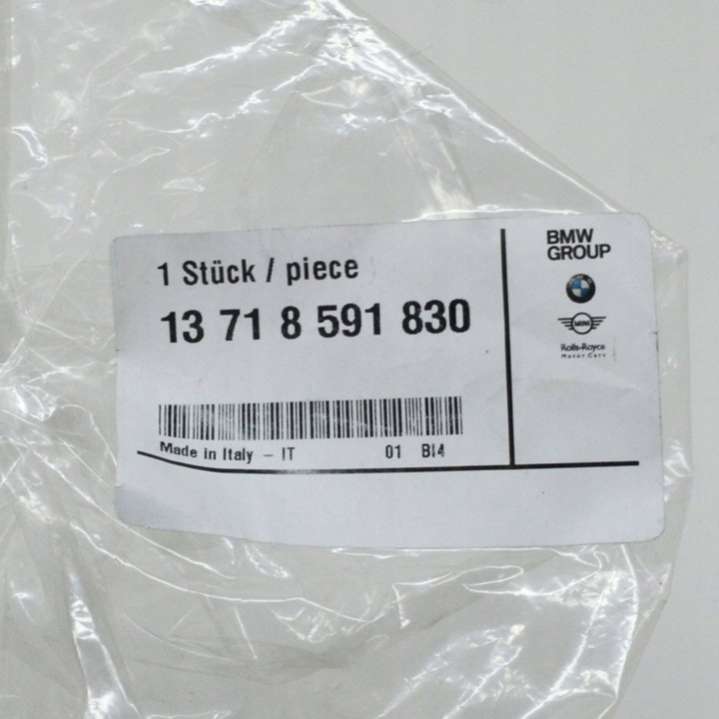 1 Stück / piece
13 71 8 591 830
Made in Italy - IT 01 BI4
BMW
GROUP
MINI
Rolls-Royce
Motor Cars